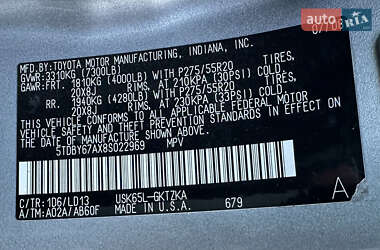 MFD. BY: TOYOTA MOTOR MANUFACTURING, INDIANA, INC.
GVWR: 3310KG (7300LB)
GAWR: FRT. 1810KG (4000LB) WITH P275/55R20 TIRES,
20X8J RIMS, AT 210KPA (30PSI) COLD.
RR. 1940KG (4280LB) WITH P275/55R20 TIRES,
20X8J RIMS, AT 230KPA (33PSI) COLD.
THIS VEHICLE CONFORMS TO ALL APPLICABLE FEDERAL MOTOR
VEHICLE SAFETY STANDARDS IN EFFECT ON THE DATE OF
MANUFACTURE SHOWN ABOVE.
5TDBY67AX8S022969 MPV
C/TR: 1D6/LD13 USK65L-GKTZKA A
A/TM: A02A/AB60F MADE IN U.S.A. 679
AUTO
RIA